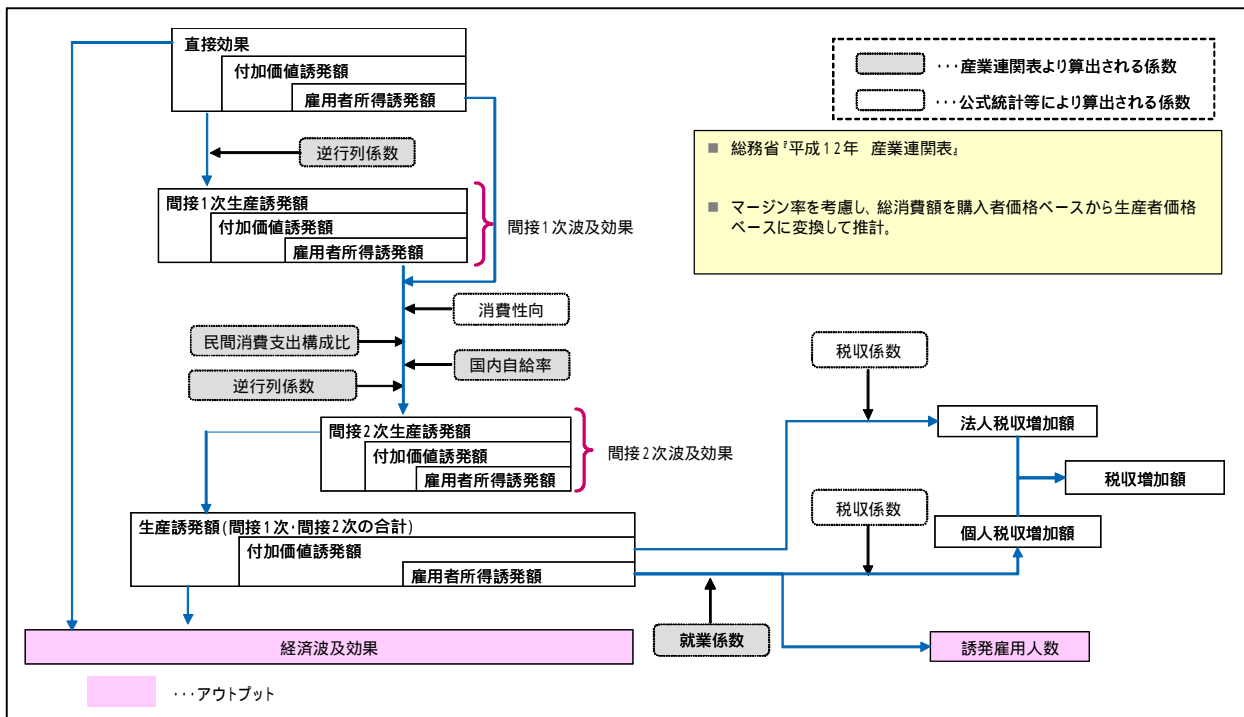 直接効果
付加価値誘発額
雇用者所得誘発額
･･･産業連関表より算出される係数
･･･公式統計等により算出される係数
■ 総務省『平成12年 産業連関表』
■ マージン率を考慮し、総消費額を購入者価格ベースから生産者価格
ベースに変換して推計。
逆行列係数
間接1次生産誘発額
付加価値誘発額
雇用者所得誘発額
間接1次波及効果
消費性向
民間消費支出構成比
国内自給率
逆行列係数
間接2次生産誘発額
付加価値誘発額
雇用者所得誘発額
間接2次波及効果
税収係数
法人税収増加額
税収増加額
税収係数
個人税収増加額
生産誘発額(間接1次・間接2次の合計)
付加価値誘発額
雇用者所得誘発額
就業係数
経済波及効果
誘発雇用人数
･･･アウトプット